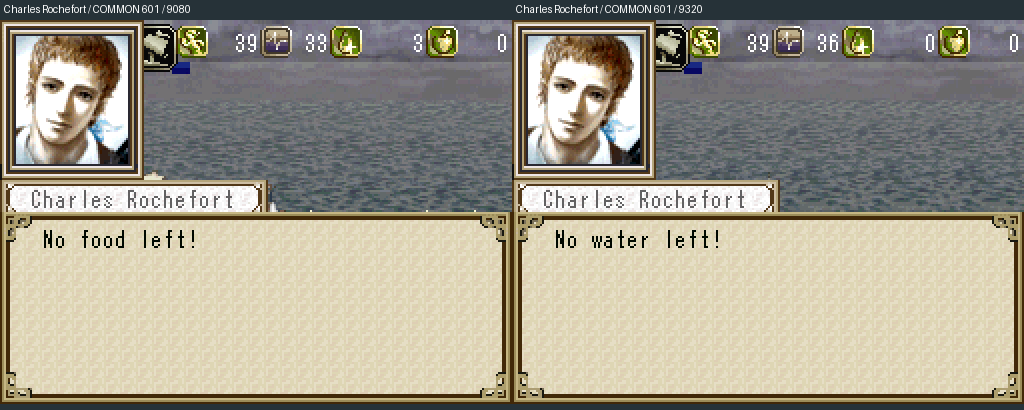 Charles Rochefort / COMMON 601 / 9080
39 33 3 0
Charles Rochefort
No food left!
Charles Rochefort / COMMON 601 / 9320
39 36 0 0
Charles Rochefort
No water left!